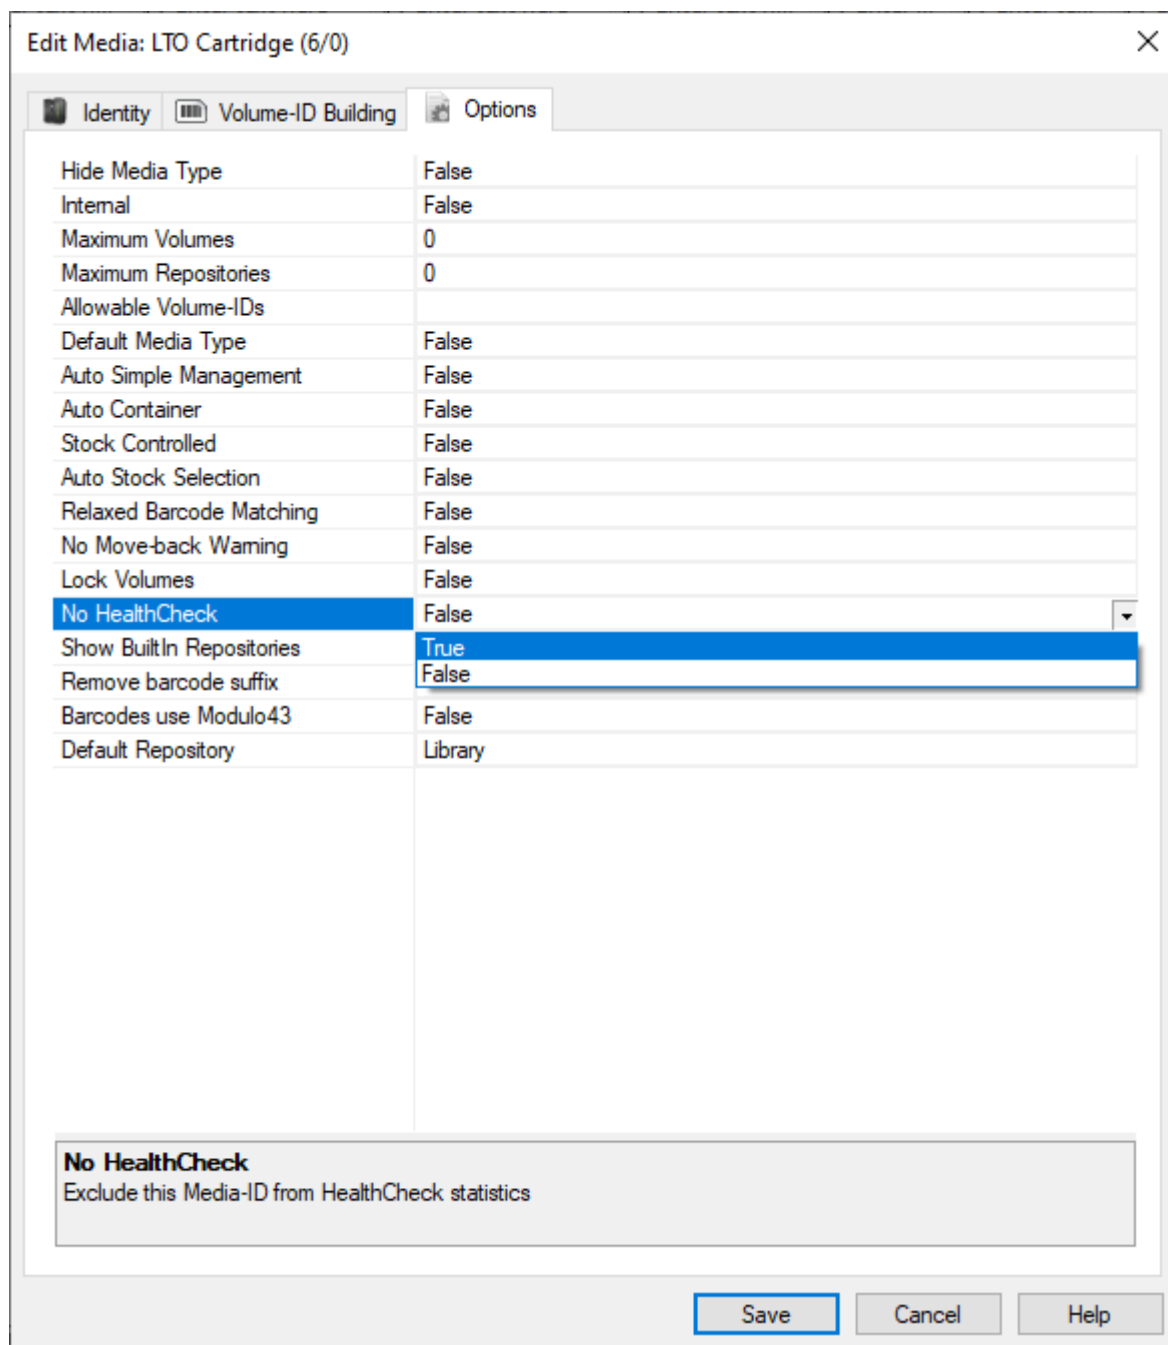 Edit Media: LTO Cartridge (6/0)
Identity Volume-ID Building Options
Hide Media Type False
Internal False
Maximum Volumes 0
Maximum Repositories 0
Allowable Volume-IDs
Default Media Type False
Auto Simple Management False
Auto Container False
Stock Controlled False
Auto Stock Selection False
Relaxed Barcode Matching False
No Move-back Warning False
Lock Volumes False
No HealthCheck False
Show BuiltIn Repositories True
Remove barcode suffix False
Barcodes use Modulo43 False
Default Repository Library
No HealthCheck
Exclude this Media-ID from HealthCheck statistics
Save Cancel Help